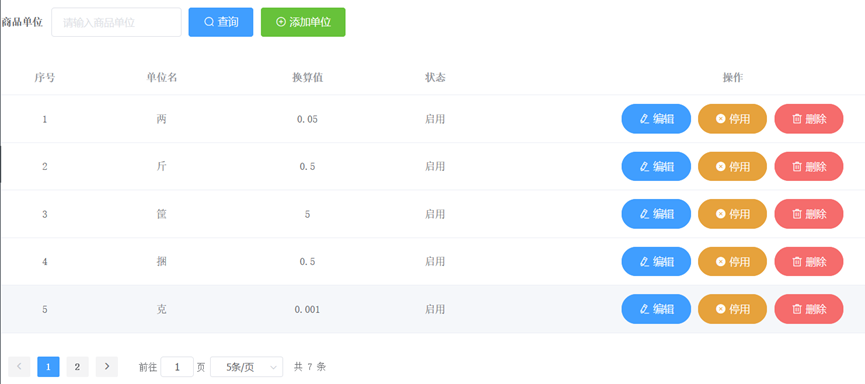 商品单位 请输入商品单位 查询 添加单位
序号 单位名 换算值 状态 操作
1 两 0.05 启用 编辑 停用 删除
2 斤 0.5 启用 编辑 停用 删除
3 筐 5 启用 编辑 停用 删除
4 捆 0.5 启用 编辑 停用 删除
5 克 0.001 启用 编辑 停用 删除
1 2 前往 1 页 5条/页 共 7 条